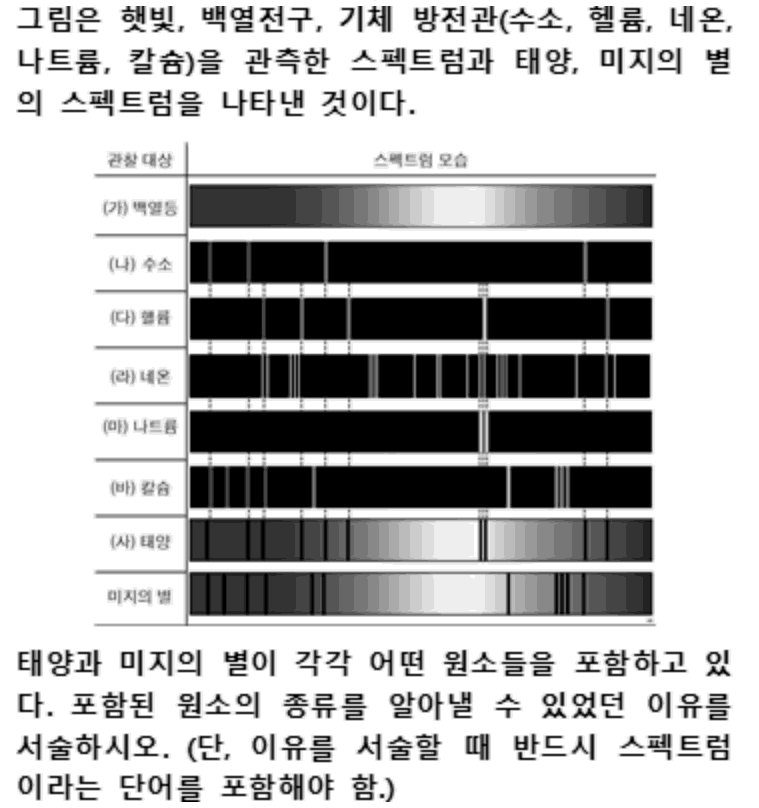 그림은 햇빛, 백열전구, 기체 방전관(수소, 헬륨, 네온,
나트륨, 칼슘)을 관측한 스펙트럼과 태양, 미지의 별
의 스펙트럼을 나타낸 것이다.
관찰 대상
스펙트럼 모습
(가) 백열등
(나) 수소
(다) 헬륨
(라) 네온
(마) 나트륨
(바) 칼슘
(사) 태양
미지의 별
태양과 미지의 별이 각각 어떤 원소들을 포함하고 있
다. 포함된 원소의 종류를 알아낼 수 있었던 이유를
서술하시오. (단, 이유를 서술할 때 반드시 스펙트럼
이라는 단어를 포함해야 함.)